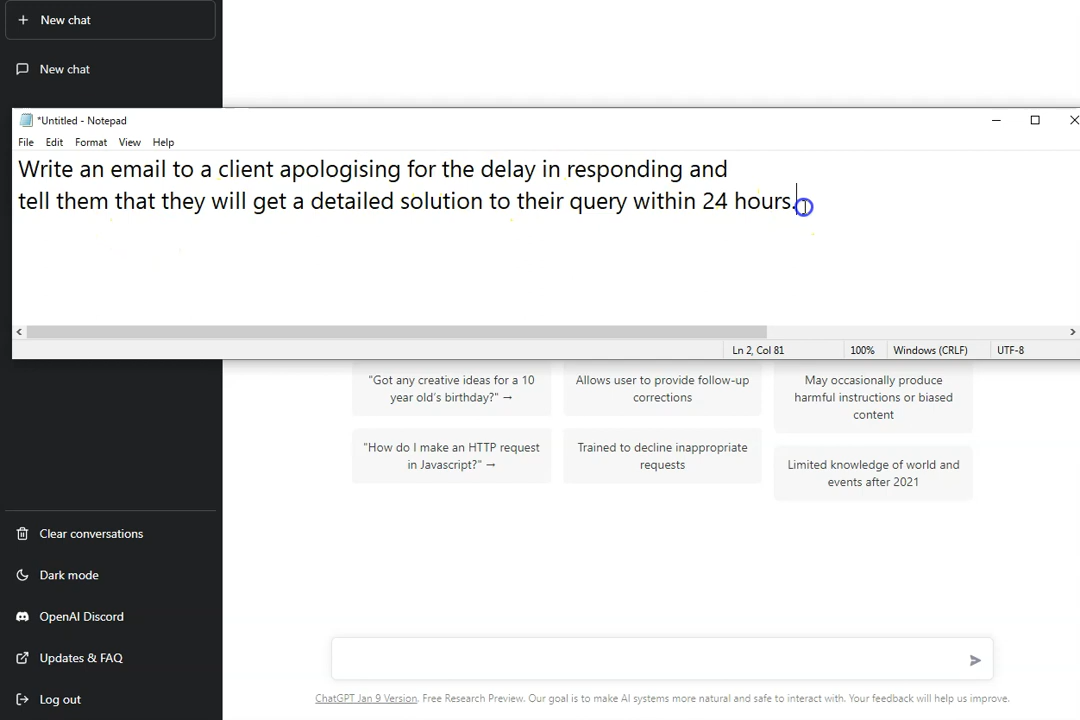 New chat
New chat
*Untitled - Notepad
File Edit Format View Help
Write an email to a client apologising for the delay in responding and
tell them that they will get a detailed solution to their query within 24 hours.
Ln 2, Col 81 100% Windows (CRLF) UTF-8
"Got any creative ideas for a 10
year old's birthday?" →
Allows user to provide follow-up
corrections
May occasionally produce
harmful instructions or biased
content
"How do I make an HTTP request
in Javascript?" →
Trained to decline inappropriate
requests
Limited knowledge of world and
events after 2021
Clear conversations
Dark mode
OpenAI Discord
Updates & FAQ
Log out
ChatGPT Jan 9 Version. Free Research Preview. Our goal is to make AI systems more natural and safe to interact with. Your feedback will help us improve.